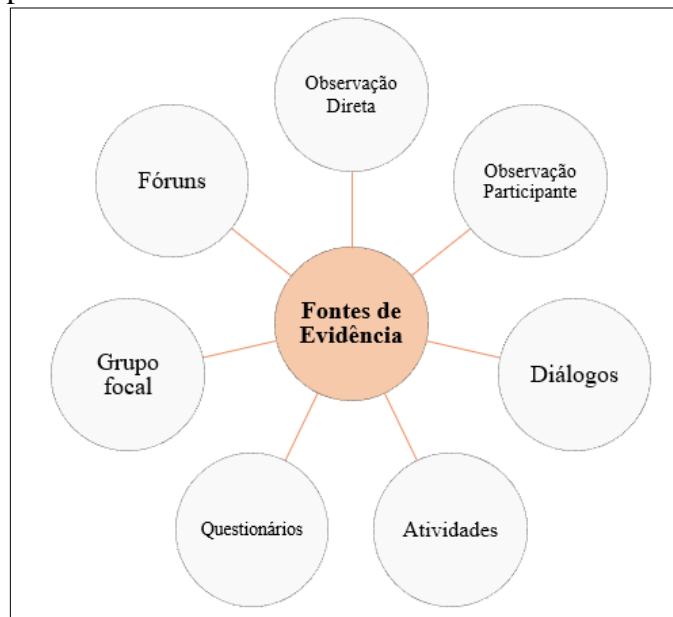 Observação
Direta
Observação
Participante
Fóruns
Fontes de
Evidência
Grupo
focal
Diálogos
Questionários
Atividades